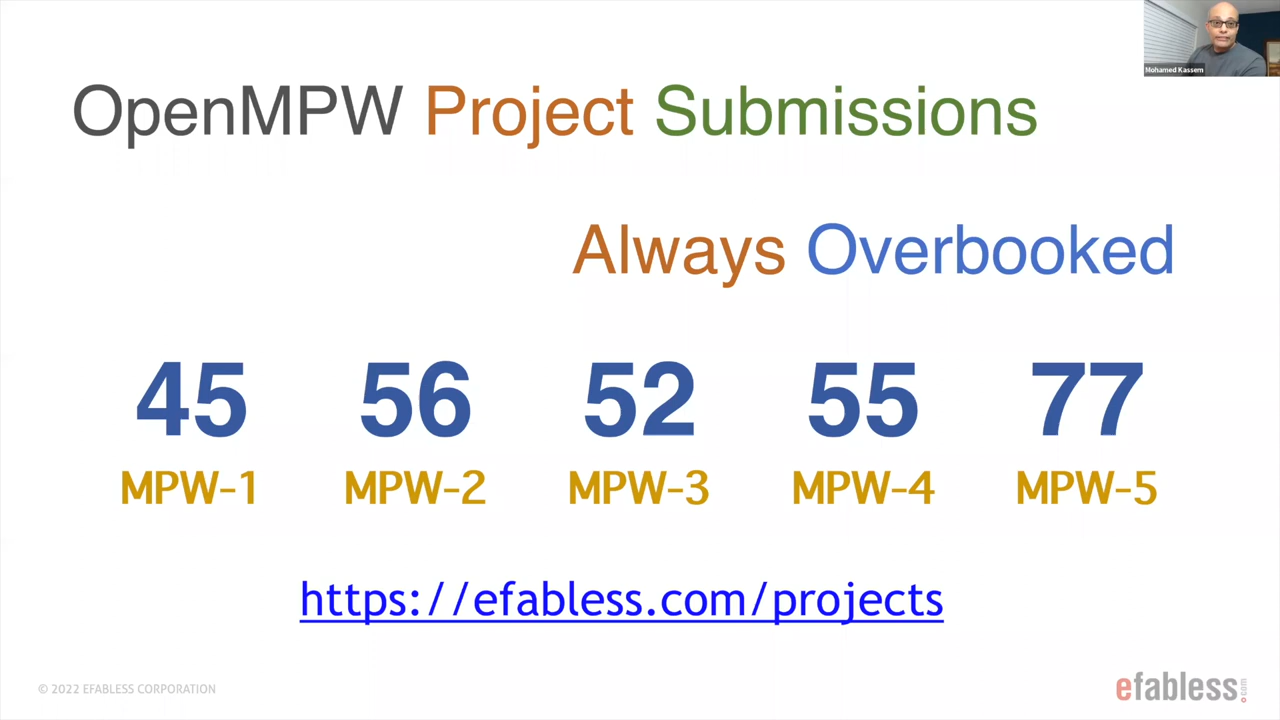 Mohamed Kassem
OpenMPW Project Submissions
Always Overbooked
45 56 52 55 77
MPW-1 MPW-2 MPW-3 MPW-4 MPW-5
https://efabless.com/projects
© 2022 EFABLESS CORPORATION
efabless.com